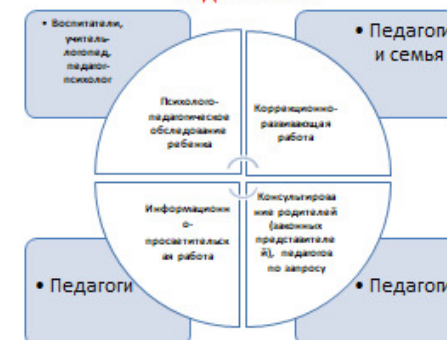 • Воспитатели,
учитель-
логопед,
педагог-
психолог
• Педагоги
и семья
Психолого-
педагогическое
обследование
ребенка
Коррекционно-
развивающая
работа
Информационн
о-
просветительск
ая работа
Консультирова
ние родителей
(законных
представителе
й), педагогов
по запросу
• Педагоги
• Педагоги